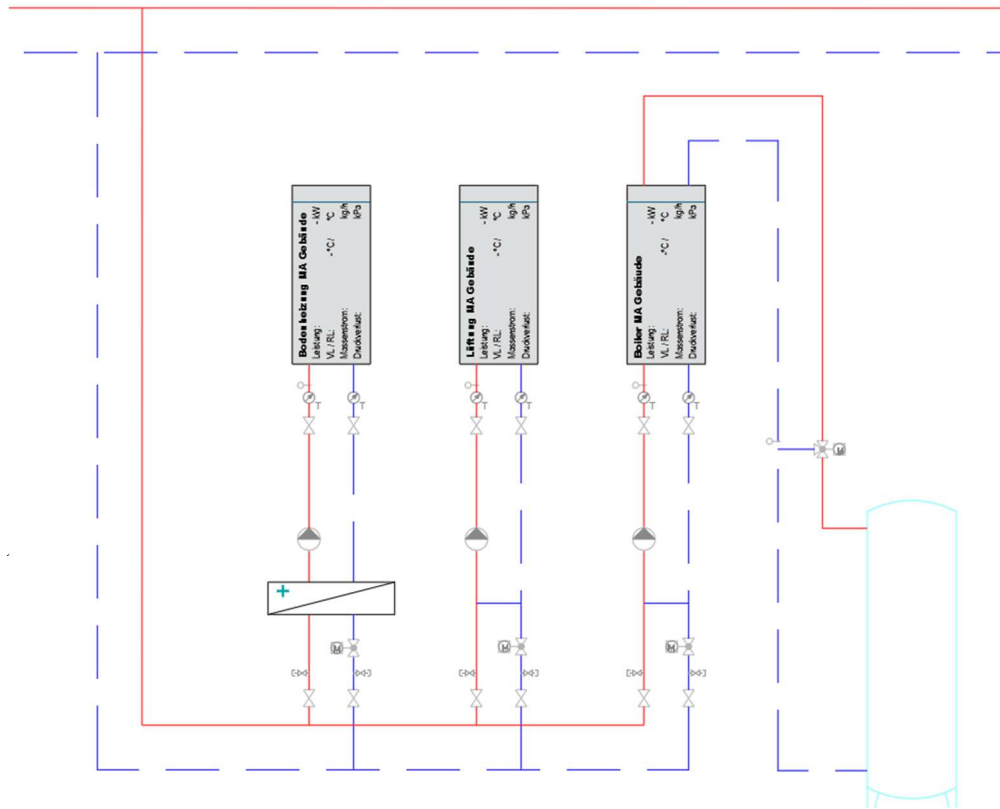 Bodenheizung MA Gebäude
Leistung: - kW
VL / RL: -°C / °C
Massenstrom: kg/h
Druckverlust: kPa
Lüftung MA Gebäude
Leistung: - kW
VL / RL: -°C / °C
Massenstrom: kg/h
Druckverlust: kPa
Boiler MA Gebäude
Leistung: - kW
VL / RL: -°C / °C
Massenstrom: kg/h
Druckverlust: kPa
T
T
T
T
T
T
M
+
M
M
M